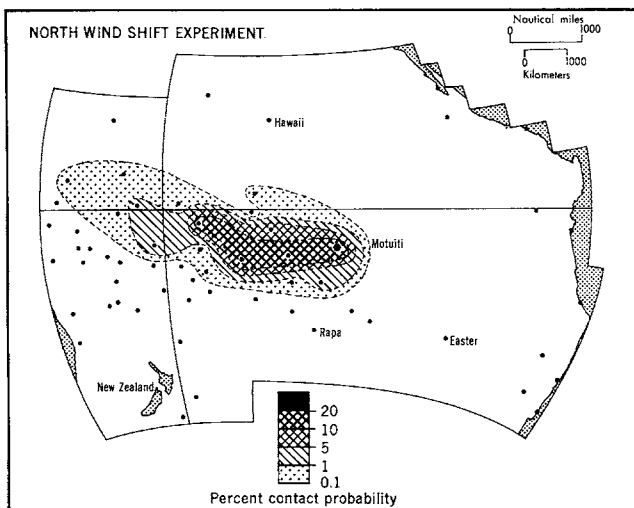 NORTH WIND SHIFT EXPERIMENT.
Nautical miles
0 1000
0 1000
Kilometers
Hawaii
Motuiti
Rapa
Easter
New Zealand
20
10
5
1
0.1
Percent contact probability